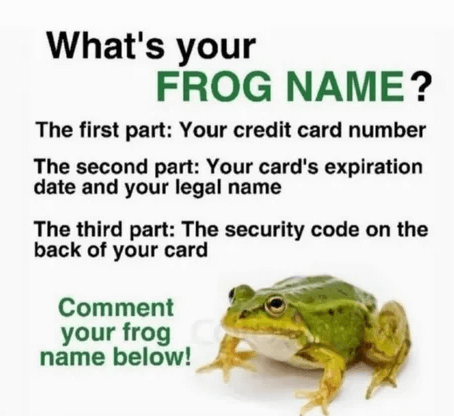 What's your
FROG NAME?
The first part: Your credit card number
The second part: Your card's expiration
date and your legal name
The third part: The security code on the
back of your card
Comment
your frog
name below!